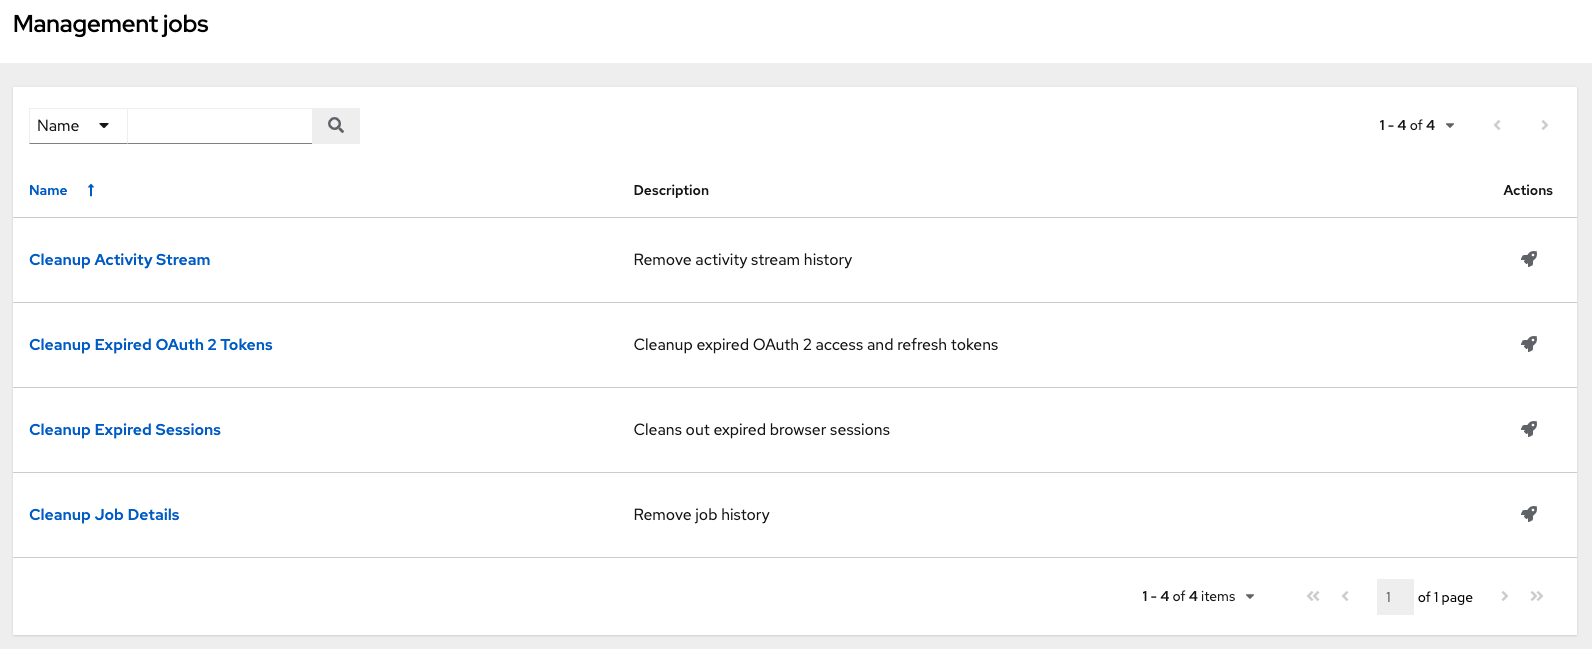 Management jobs
Name
1 - 4 of 4
Name Description Actions
Cleanup Activity Stream Remove activity stream history
Cleanup Expired OAuth 2 Tokens Cleanup expired OAuth 2 access and refresh tokens
Cleanup Expired Sessions Cleans out expired browser sessions
Cleanup Job Details Remove job history
1 - 4 of 4 items 1 of 1 page